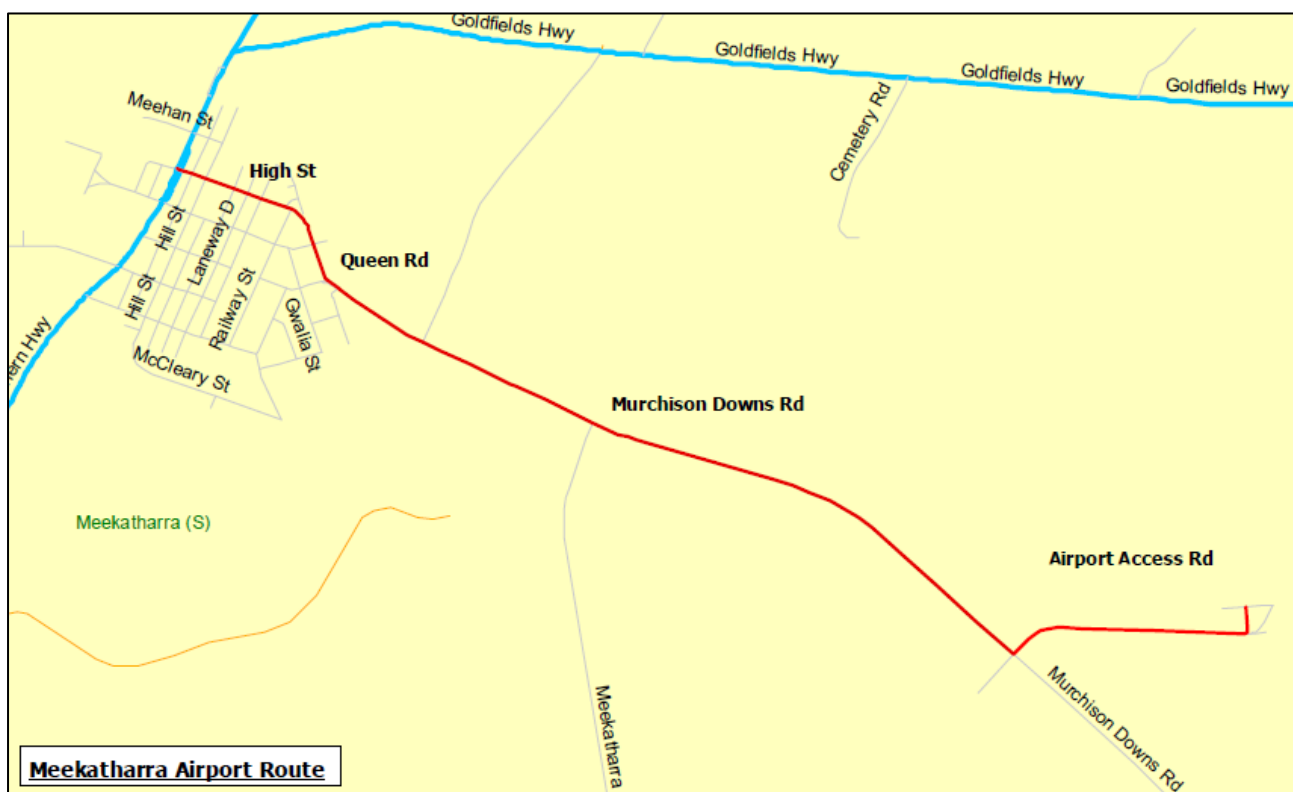 Goldfields Hwy
Goldfields Hwy
Goldfields Hwy
Goldfields Hwy
Meehan St
Cemetery Rd
High St
Hill St
Laneway D
Queen Rd
Hill St
Railway St
Gwalia St
ern Hwy
McCleary St
Murchison Downs Rd
Meekatharra (S)
Airport Access Rd
Meekatharra
Murchison Downs Rd
Meekatharra Airport Route